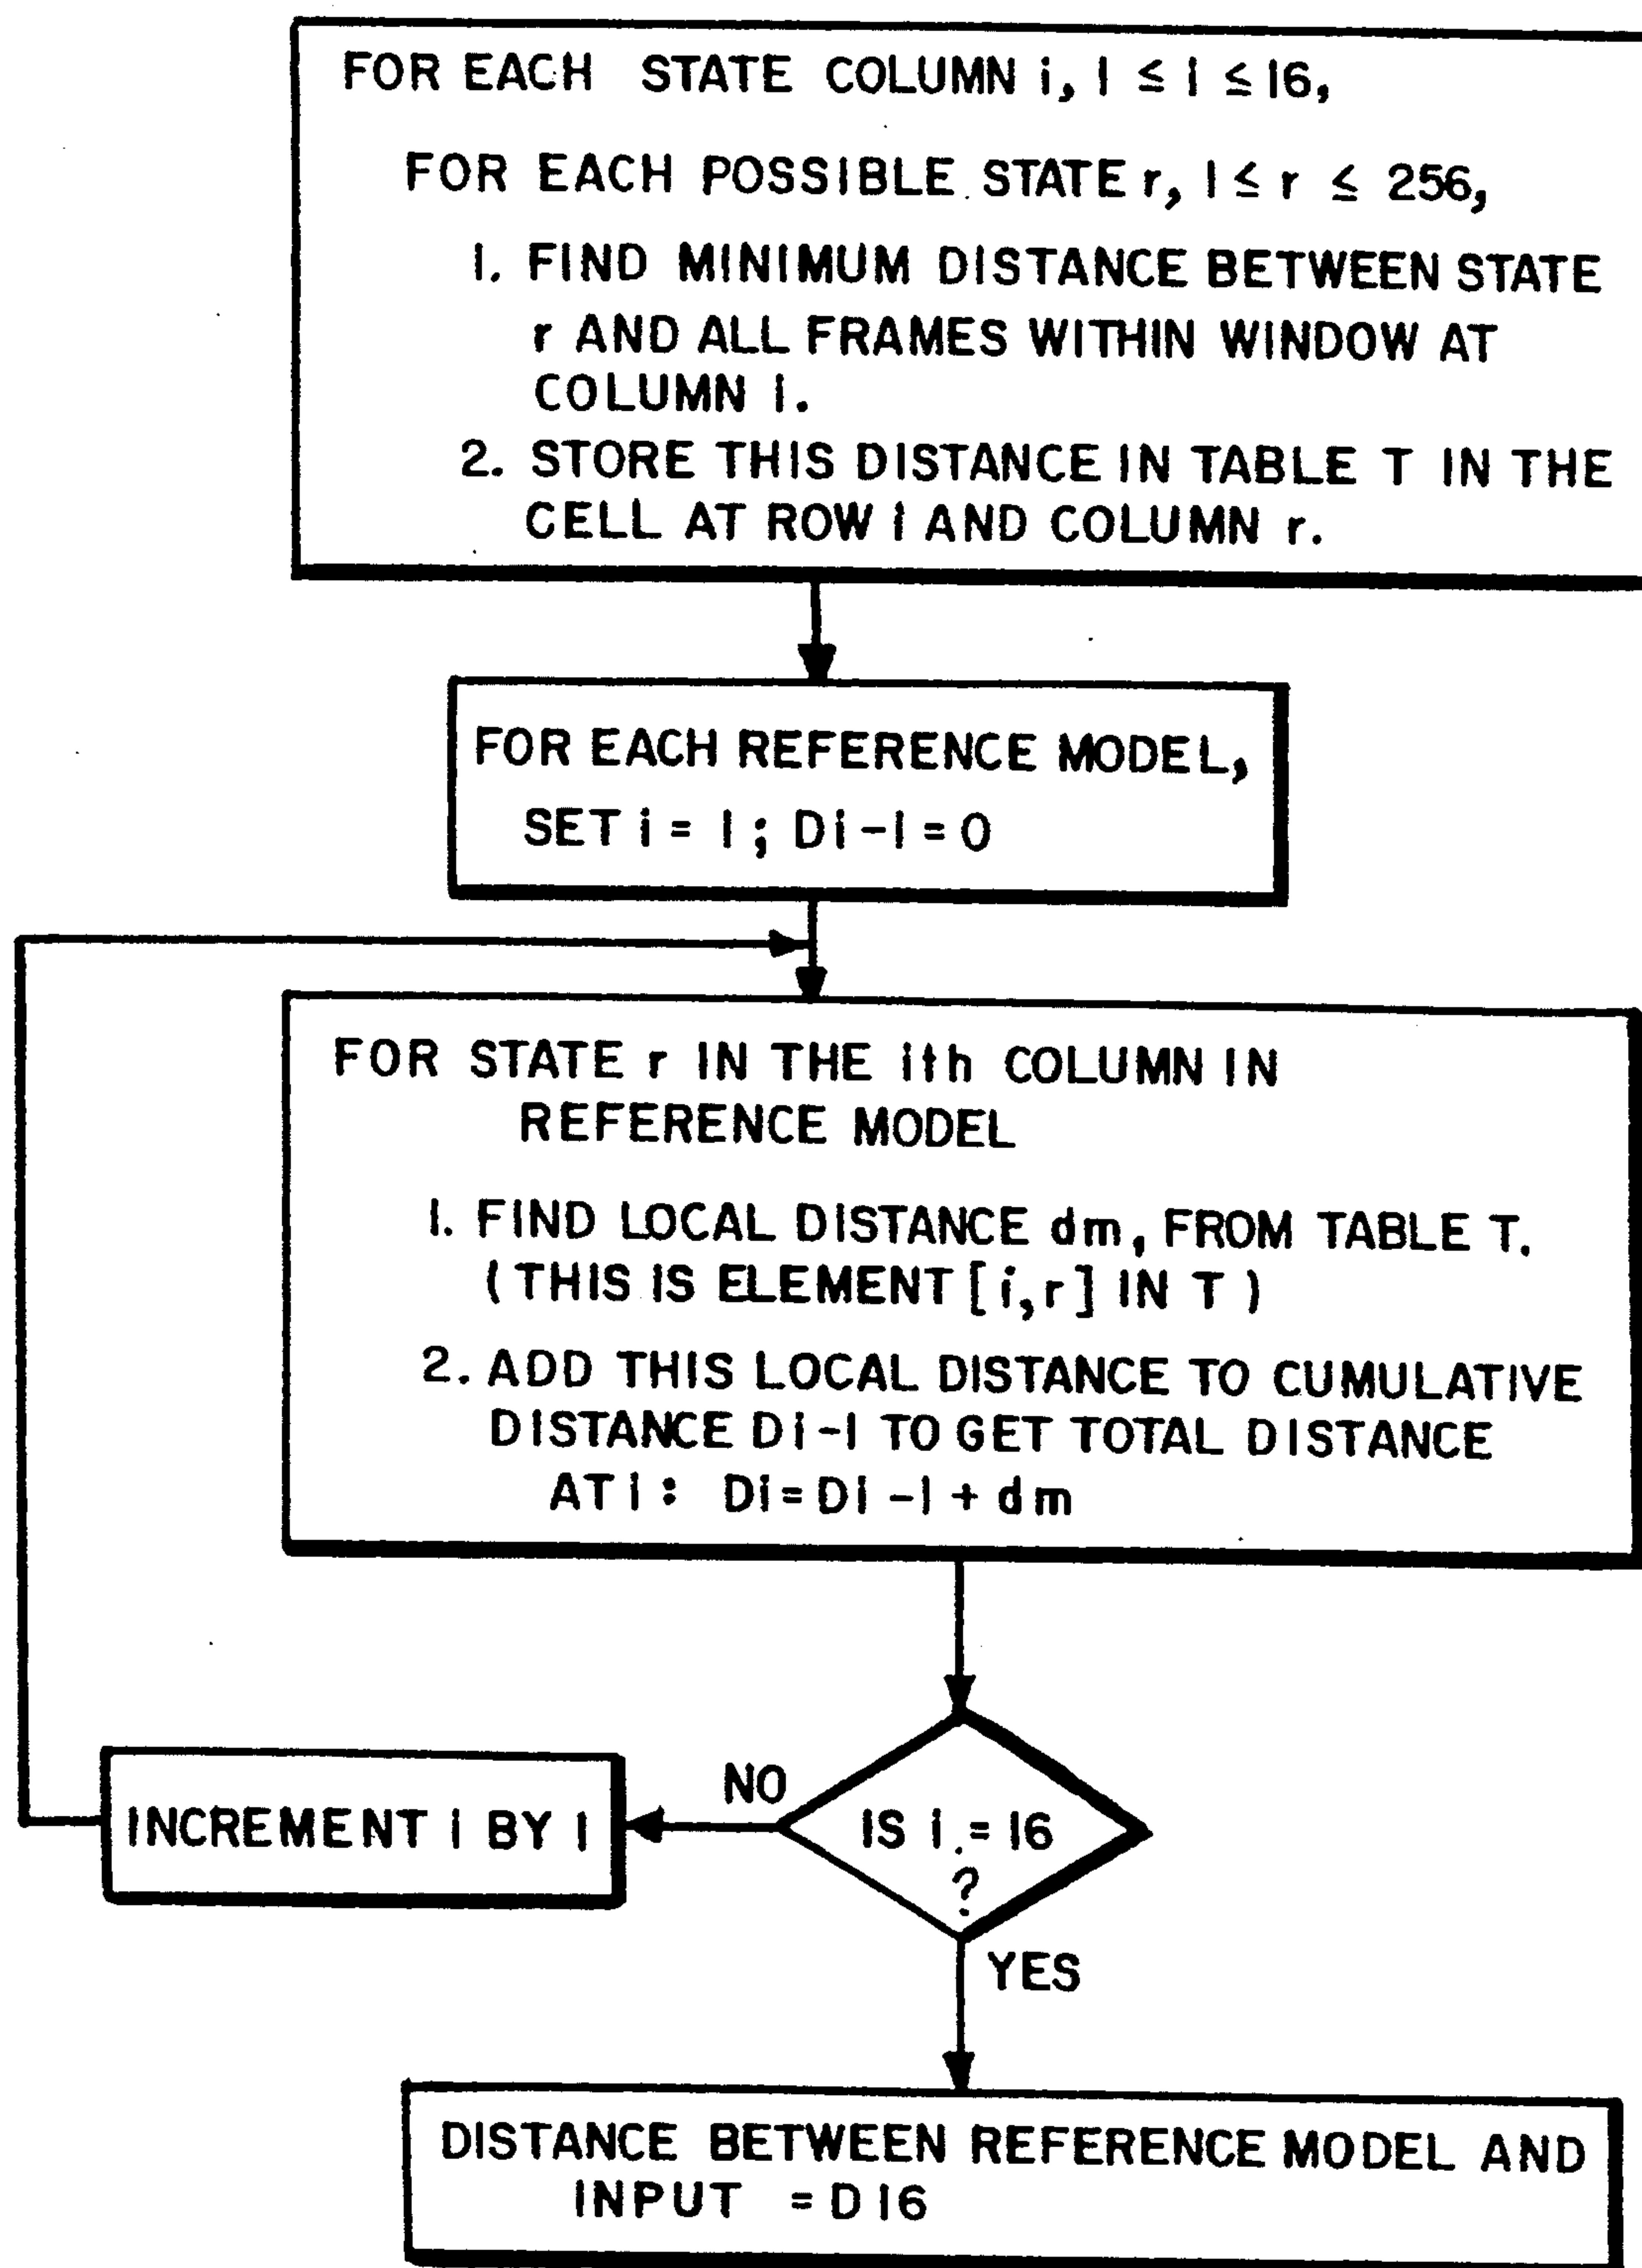 FOR EACH STATE COLUMN i, 1 ≤ i ≤ 16,
FOR EACH POSSIBLE STATE r, 1 ≤ r ≤ 256,
1. FIND MINIMUM DISTANCE BETWEEN STATE
r AND ALL FRAMES WITHIN WINDOW AT
COLUMN i.
2. STORE THIS DISTANCE IN TABLE T IN THE
CELL AT ROW i AND COLUMN r.
FOR EACH REFERENCE MODEL,
SET i = 1 ; Di-1 = 0
FOR STATE r IN THE ith COLUMN IN
REFERENCE MODEL
1. FIND LOCAL DISTANCE dm, FROM TABLE T.
(THIS IS ELEMENT [i,r] IN T )
2. ADD THIS LOCAL DISTANCE TO CUMULATIVE
DISTANCE Di-1 TO GET TOTAL DISTANCE
AT i : Di = Di -1 + dm
NO
INCREMENT i BY 1
IS i = 16
?
YES
DISTANCE BETWEEN REFERENCE MODEL AND
INPUT = D16